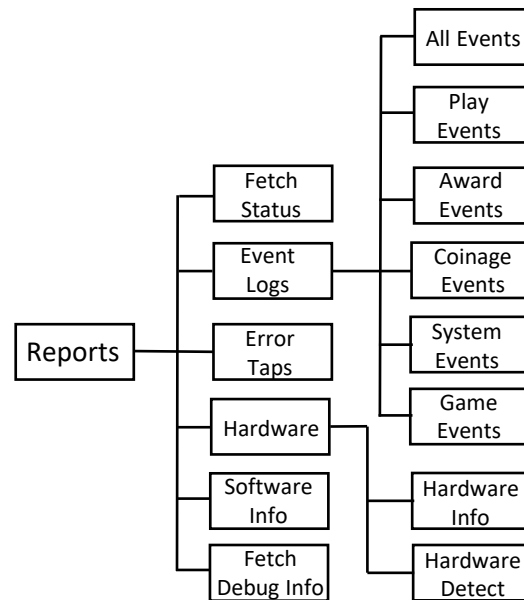 All Events
Play
Events
Award
Events
Coinage
Events
System
Events
Game
Events
Fetch
Status
Event
Logs
Error
Taps
Hardware
Software
Info
Fetch
Debug Info
Reports
Hardware
Info
Hardware
Detect